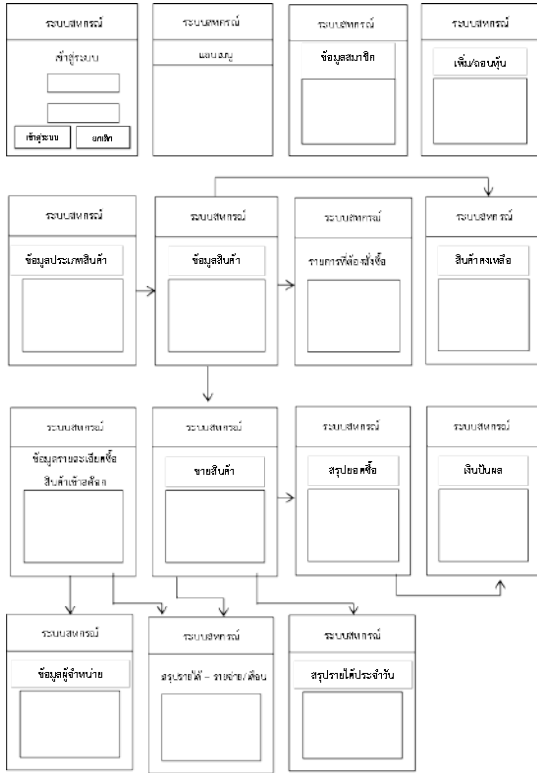 ระบบสหกรณ์
เข้าสู่ระบบ
เข้าสู่ระบบ
ยกเลิก
ระบบสหกรณ์
แถบเมนู
ระบบสหกรณ์
ข้อมูลสมาชิก
ระบบสหกรณ์
เพิ่ม/ถอนหุ้น
ระบบสหกรณ์
ข้อมูลประเภทสินค้า
ระบบสหกรณ์
ข้อมูลสินค้า
ระบบสหกรณ์
รายการที่ต้องสั่งซื้อ
ระบบสหกรณ์
สินค้าคงเหลือ
ระบบสหกรณ์
ข้อมูลรายละเอียดซื้อ
สินค้าเข้าสต๊อก
ระบบสหกรณ์
ขายสินค้า
ระบบสหกรณ์
สรุปยอดซื้อ
ระบบสหกรณ์
เงินปันผล
ระบบสหกรณ์
ข้อมูลผู้จำหน่าย
ระบบสหกรณ์
สรุปรายได้ – รายจ่าย/เดือน
ระบบสหกรณ์
สรุปรายได้ประจำวัน